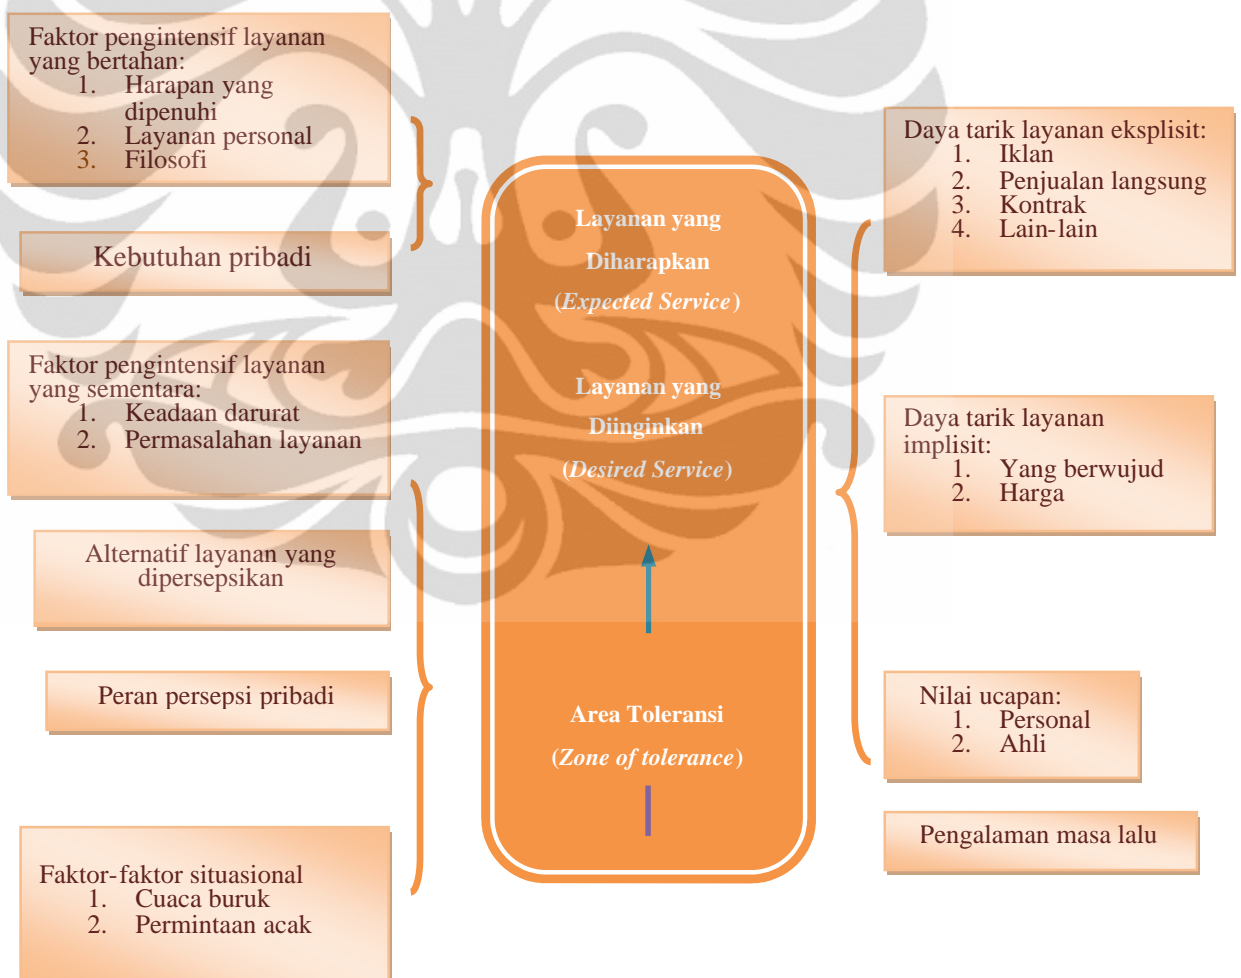 Faktor pengintensif layanan
yang bertahan:
1. Harapan yang
dipenuhi
2. Layanan personal
3. Filosofi
Kebutuhan pribadi
Faktor pengintensif layanan
yang sementara:
1. Keadaan darurat
2. Permasalahan layanan
Alternatif layanan yang
dipersepsikan
Peran persepsi pribadi
Faktor-faktor situasional
1. Cuaca buruk
2. Permintaan acak
Layanan yang
Diharapkan
(Expected Service)
Layanan yang
Diinginkan
(Desired Service)
Area Toleransi
(Zone of tolerance)
Daya tarik layanan eksplisit:
1. Iklan
2. Penjualan langsung
3. Kontrak
4. Lain-lain
Daya tarik layanan
implisit:
1. Yang berwujud
2. Harga
Nilai ucapan:
1. Personal
2. Ahli
Pengalaman masa lalu